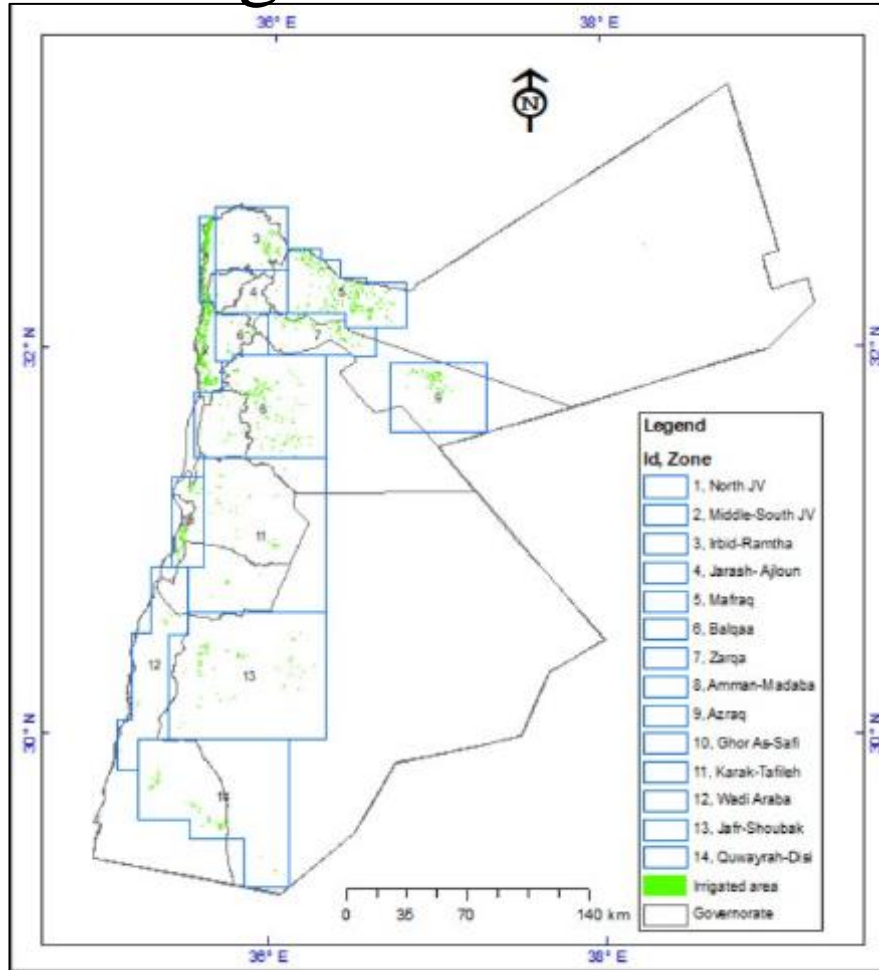 36° E
38° E
N
32° N
32° N
3
4
5
6
7
9
8
11
12
13
30° N
30° N
Legend
Id, Zone
1, North JV
2, Middle-South JV
3, Irbid-Ramtha
4, Jarash- Ajloun
5, Mafraq
6, Balqaa
7, Zarqa
8, Amman-Madaba
9, Azraq
10, Ghor As-Safi
11, Karak-Tafileh
12, Wadi Araba
13, Jafr-Shoubak
14, Quwayrah-Disi
Irrigated area
Governorate
0 35 70 140 km
36° E
38° E